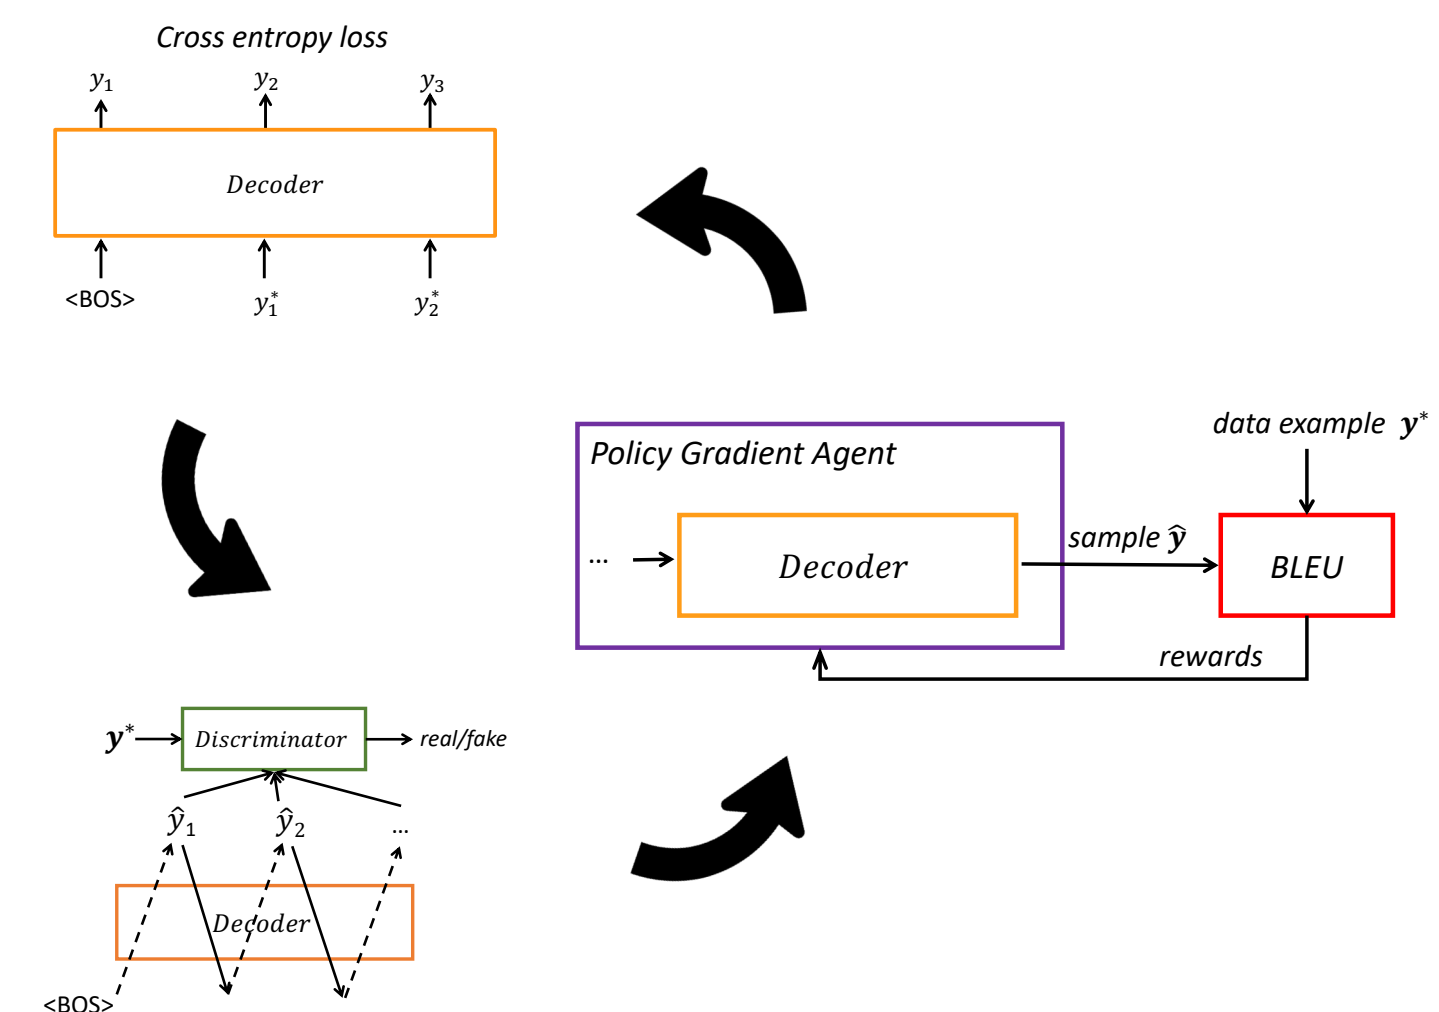 Cross entropy loss
y₁ y₂ y₃
Decoder
<BOS> y₁* y₂*
data example y*
Policy Gradient Agent
... Decoder
sample ŷ
BLEU
rewards
y* Discriminator real/fake
ŷ₁ ŷ₂ ...
Decoder
<BOS>